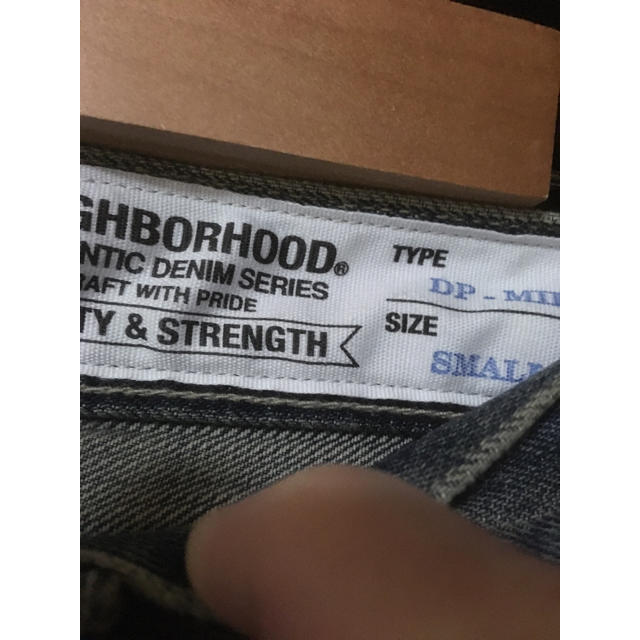 GHBORHOOD®
NTIC DENIM SERIES
RAFT WITH PRIDE
TY & STRENGTH
TYPE
DP-MI
SIZE
SMALL